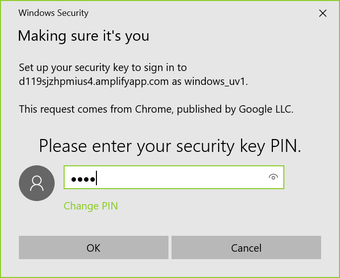 Windows Security
Making sure it's you
Set up your security key to sign in to
d119sjzhpmius4.amplifyapp.com as windows_uv1.
This request comes from Chrome, published by Google LLC.
Please enter your security key PIN.
●●●●
Change PIN
OK
Cancel